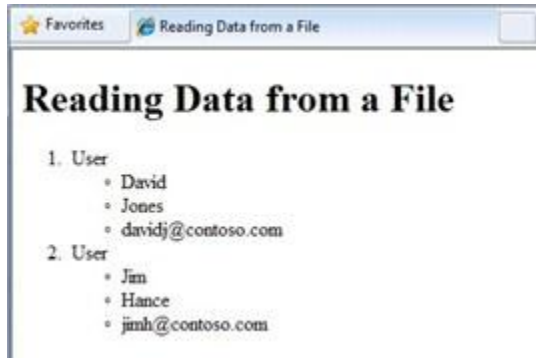 Favorites
Reading Data from a File
Reading Data from a File
1. User
David
Jones
davidj@contoso.com
2. User
Jim
Hance
jimh@contoso.com